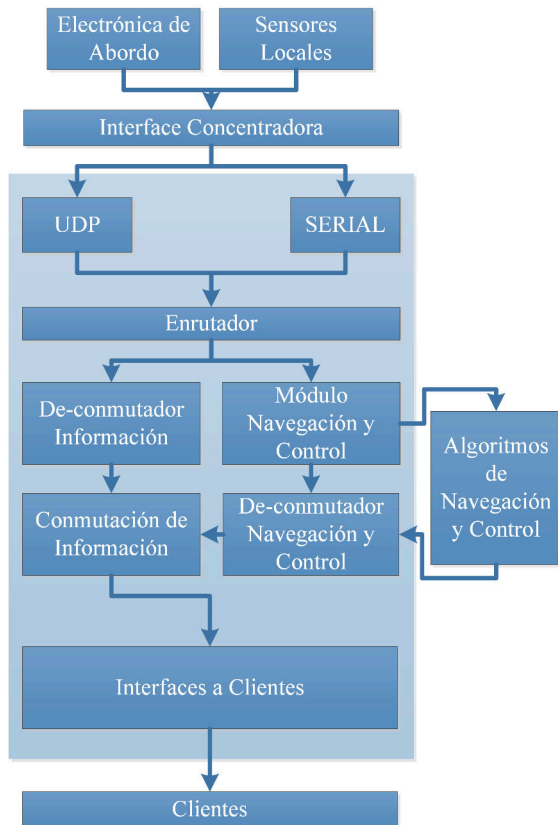 Electrónica de
Abordo
Sensores
Locales
Interface Concentradora
UDP
SERIAL
Enrutador
De-conmutador
Información
Módulo
Navegación y
Control
Algoritmos
de
Navegación
y Control
Conmutación de
Información
De-conmutador
Navegación y
Control
Interfaces a Clientes
Clientes